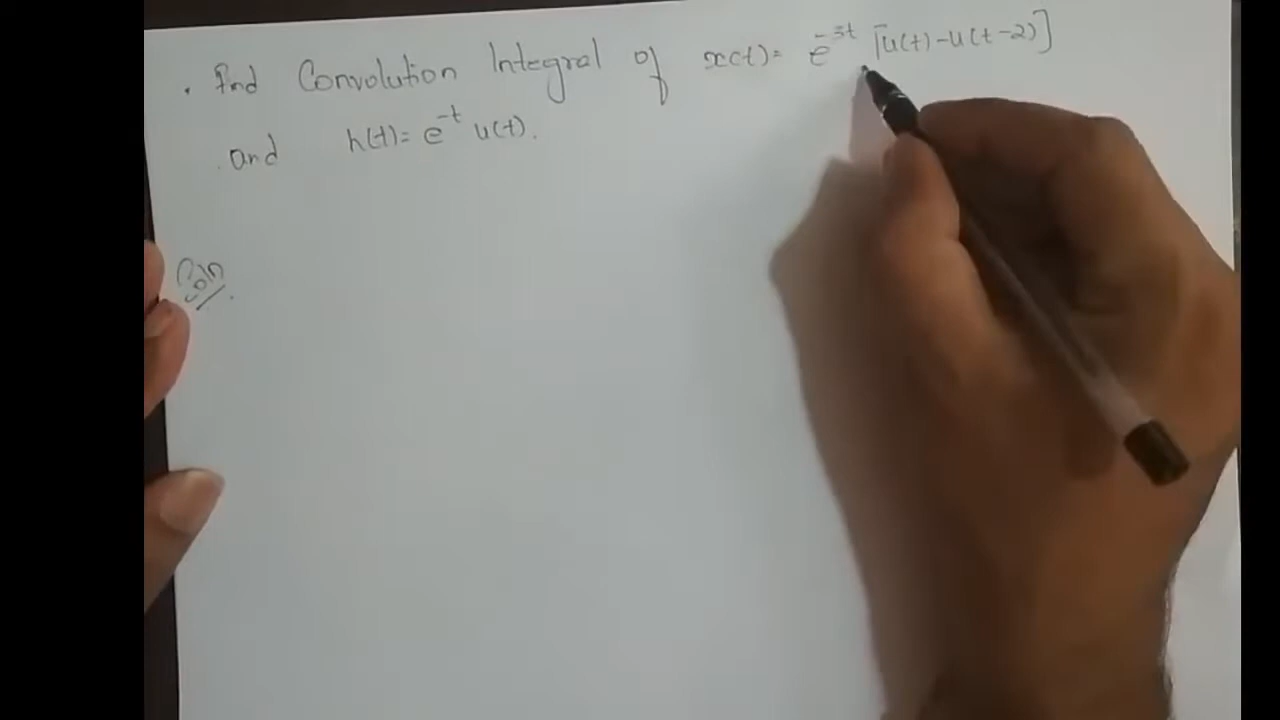 . find Convolution Integral of x(t)= e^-3t [u(t)-u(t-2)]
. and h(t)= e^-t u(t).
Soln.